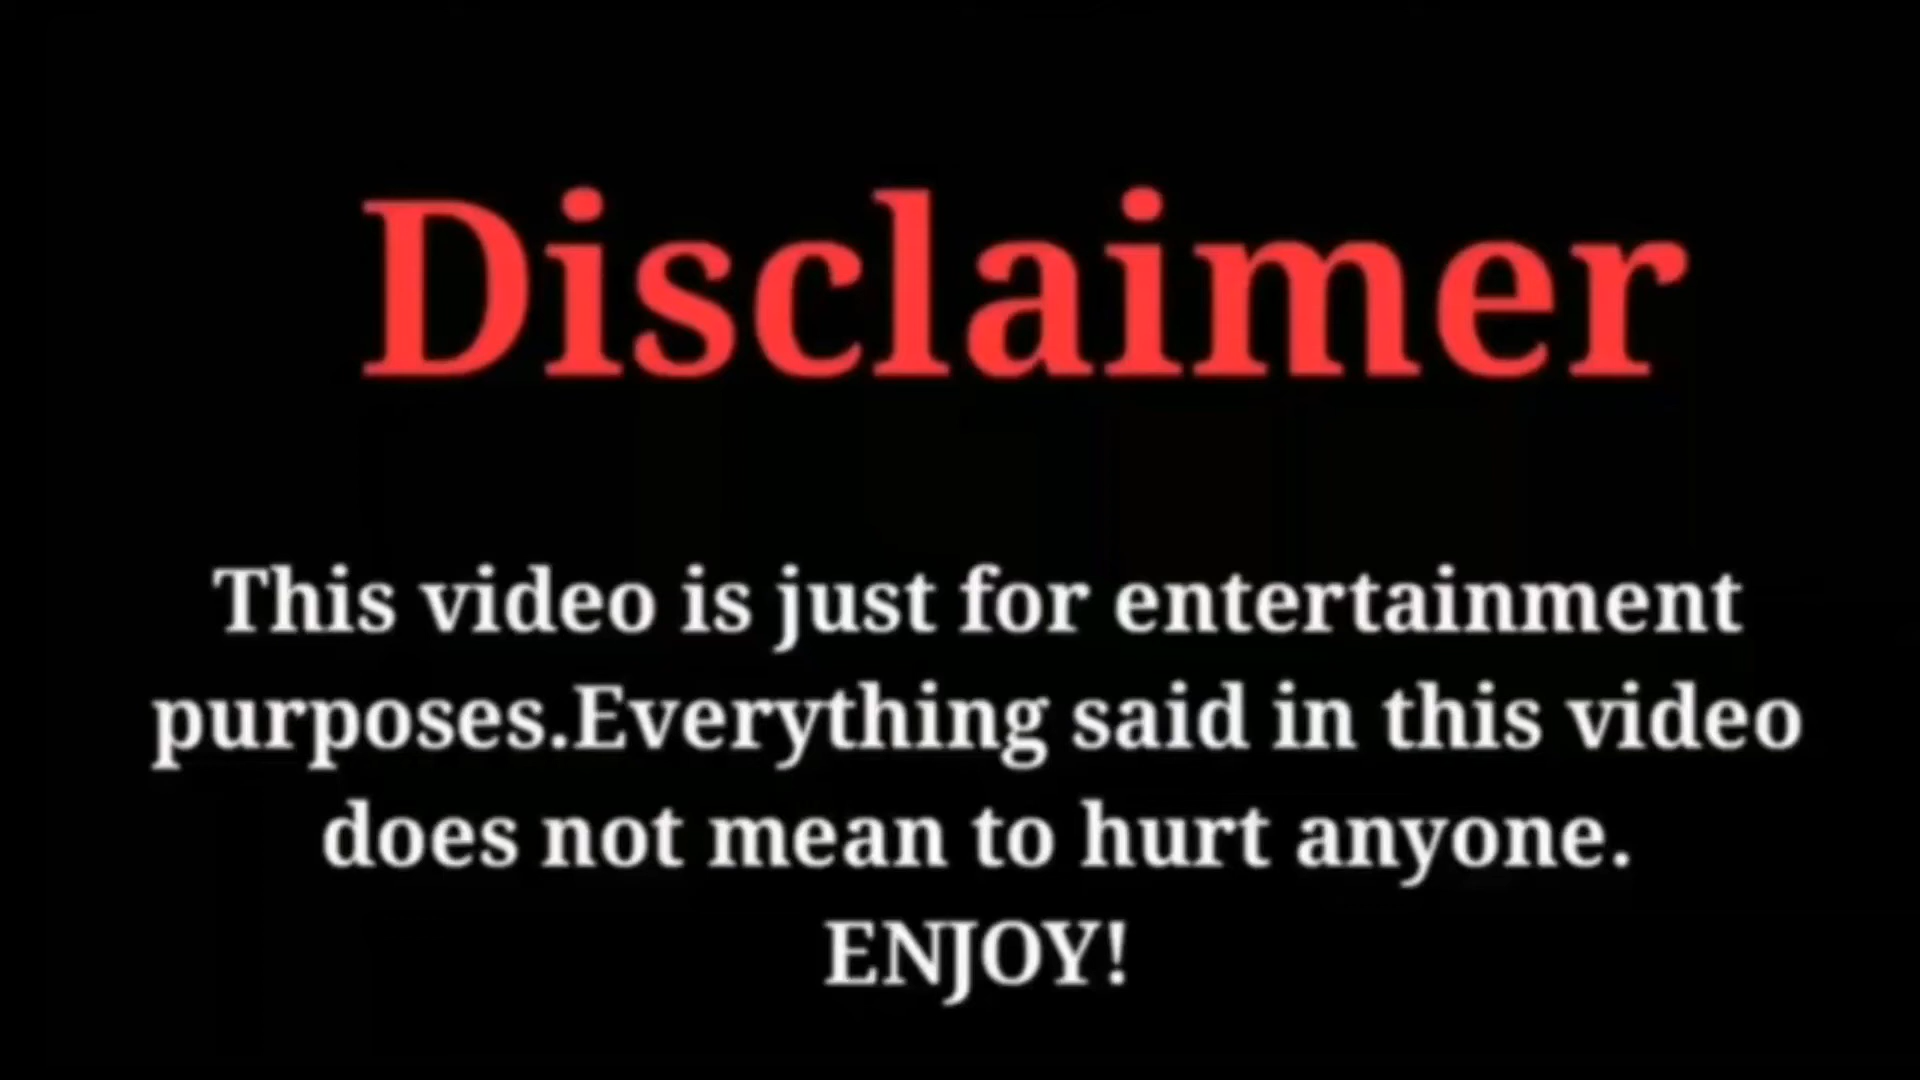 Disclaimer
This video is just for entertainment
purposes.Everything said in this video
does not mean to hurt anyone.
ENJOY!